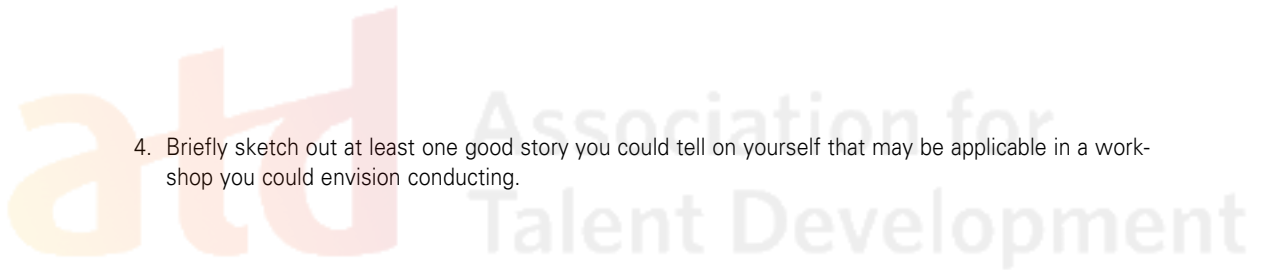 atd Association for
Talent Development
4. Briefly sketch out at least one good story you could tell on yourself that may be applicable in a work-
shop you could envision conducting.